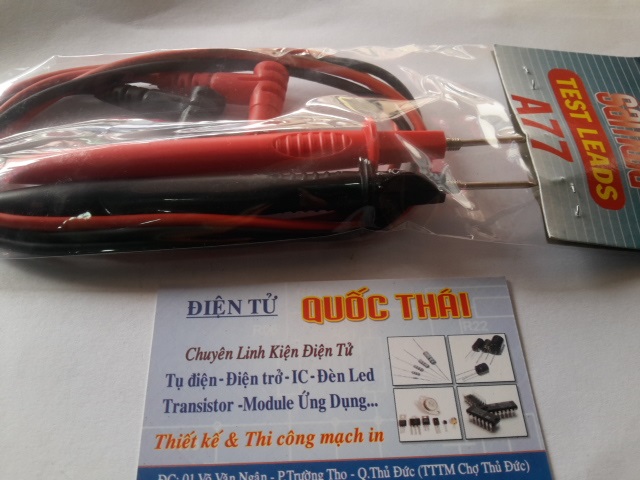 TEST LEADS
A77
ĐIỆN TỬ
QUỐC THÁI
IR22
Chuyên Linh Kiện Điện Tử
Tụ điện-Điện trở-IC-Đèn Led
Transistor -Module Ứng Dụng...
Thiết kế & Thi công mạch in
ĐC: 01 Võ Văn Ngân - P.Trường Thọ - Q.Thủ Đức (TTTM Chợ Thủ Đức)